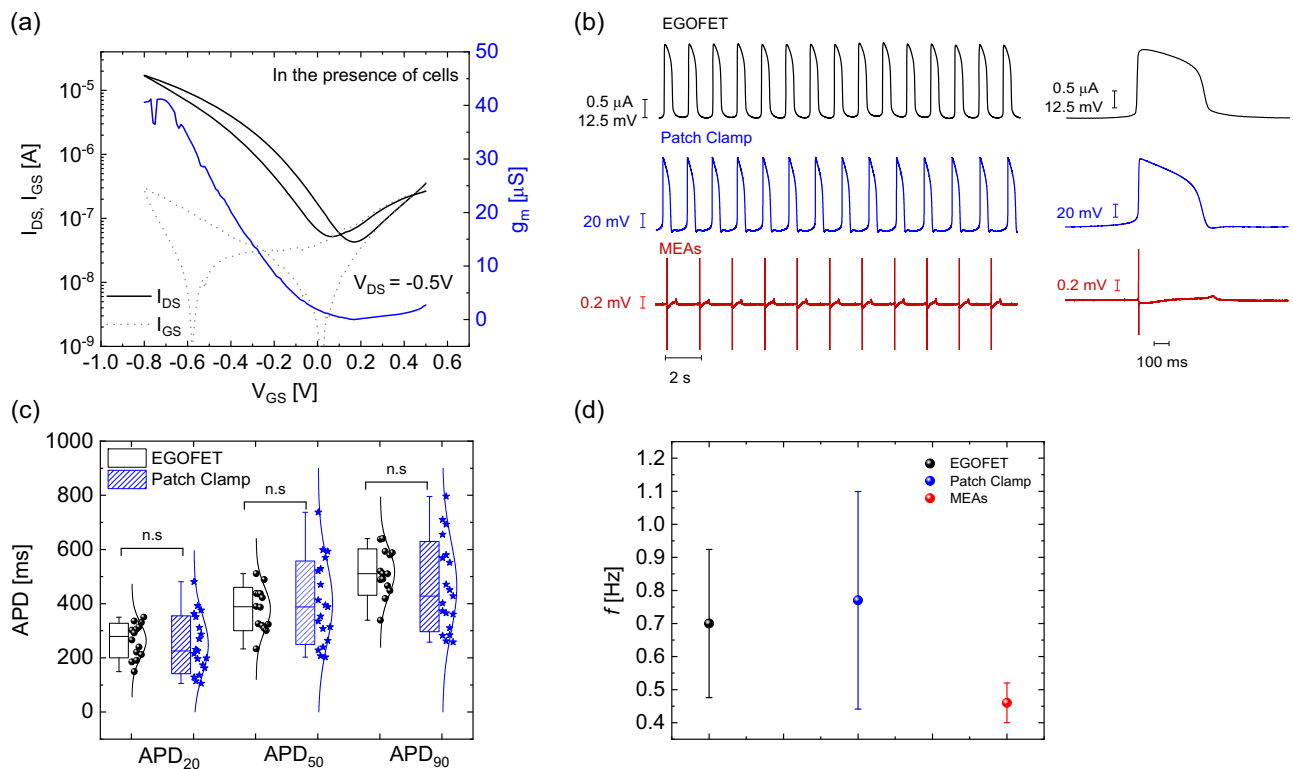 (a)
In the presence of cells
I_DS, I_GS [A]
10^-5
10^-6
10^-7
10^-8
10^-9
-1.0 -0.8 -0.6 -0.4 -0.2 0.0 0.2 0.4 0.6
V_GS [V]
50
40
30
20
10
0
g_m [µS]
V_DS = -0.5V
I_DS
I_GS
(b)
EGOFET
0.5 µA
12.5 mV
Patch Clamp
20 mV
MEAs
0.2 mV
2 s
0.5 µA
12.5 mV
20 mV
0.2 mV
100 ms
(c)
EGOFET
Patch Clamp
n.s
n.s
n.s
APD [ms]
1000
800
600
400
200
0
APD_20 APD_50 APD_90
(d)
EGOFET
Patch Clamp
MEAs
f [Hz]
1.2
1.1
1.0
0.9
0.8
0.7
0.6
0.5
0.4